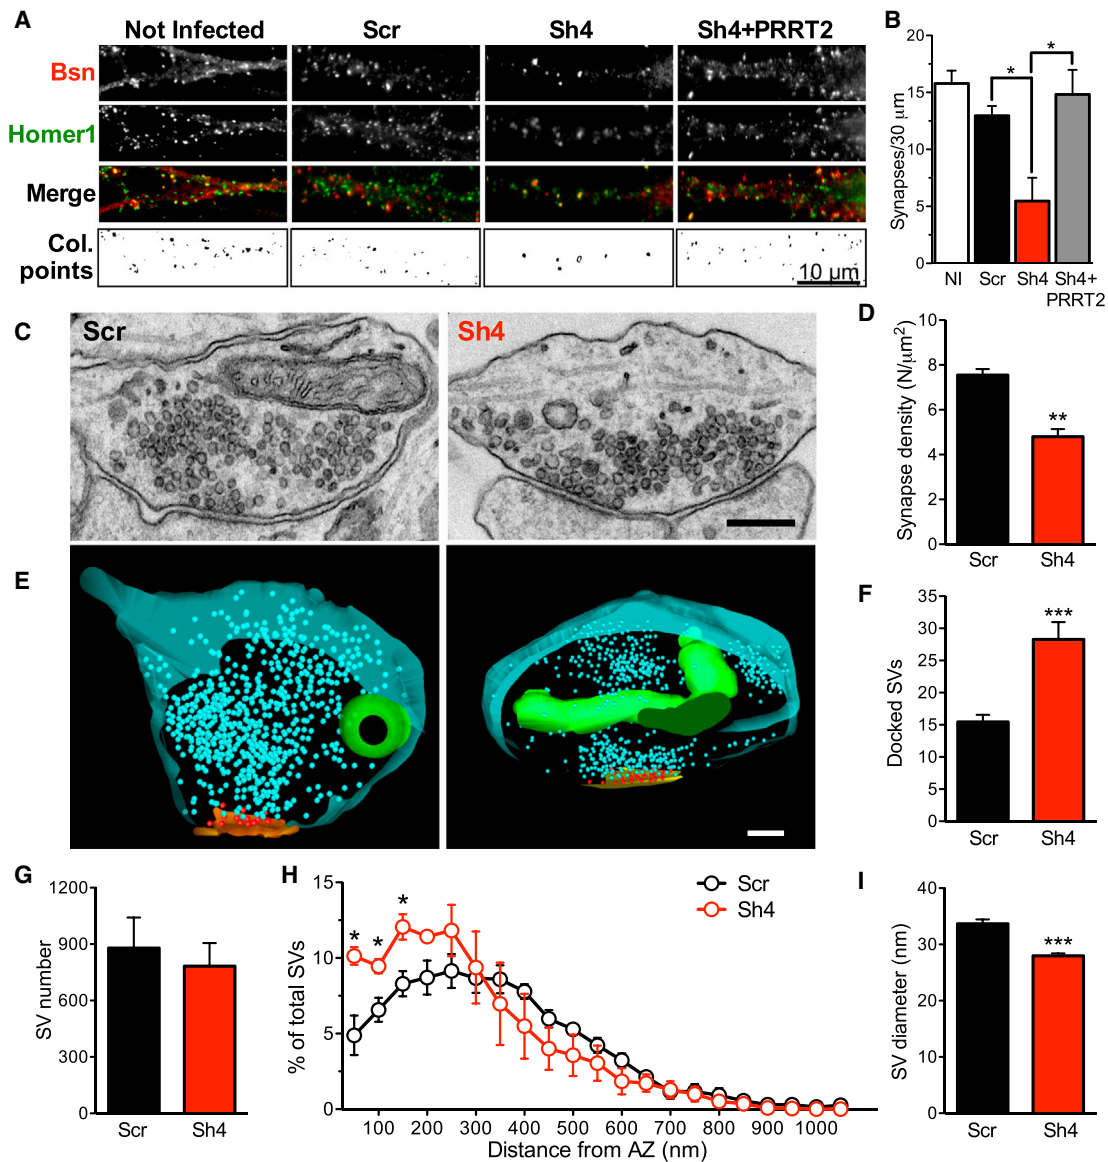 A
Not Infected
Scr
Sh4
Sh4+PRRT2
Bsn
Homer1
Merge
Col.
points
10 µm
B
20
15
10
5
0
Synapses/30 µm
*
*
NI
Scr
Sh4
Sh4+
PRRT2
C
Scr
Sh4
D
10
8
6
4
2
0
Synapse density (N/µm2)
**
Scr
Sh4
E
F
35
30
25
20
15
10
5
0
Docked SVs
***
Scr
Sh4
G
1200
900
600
300
0
SV number
Scr
Sh4
H
15
10
5
0
% of total SVs
*
*
*
Scr
Sh4
100 200 300 400 500 600 700 800 900 1000
Distance from AZ (nm)
I
40
30
20
10
0
SV diameter (nm)
***
Scr
Sh4